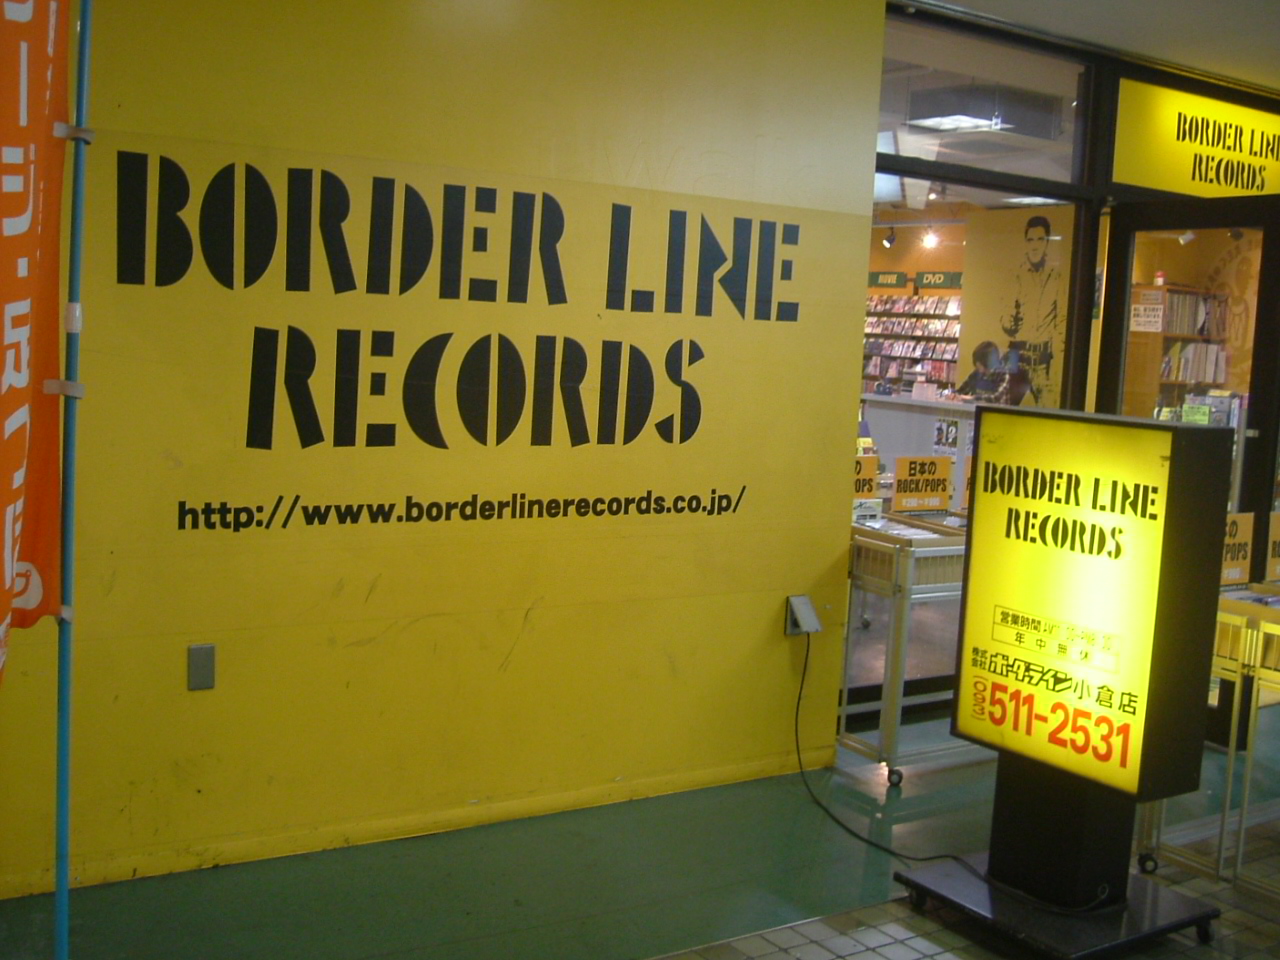 BORDER LINE
RECORDS
http://www.borderlinerecords.co.jp/
BORDER LINE
RECORDS
MOVIE
DVD
日本の
ROCK/POPS
BORDER LINE
RECORDS
営業時間
年中無休
株式会社ボーダーライン小倉店
(093)511-2531